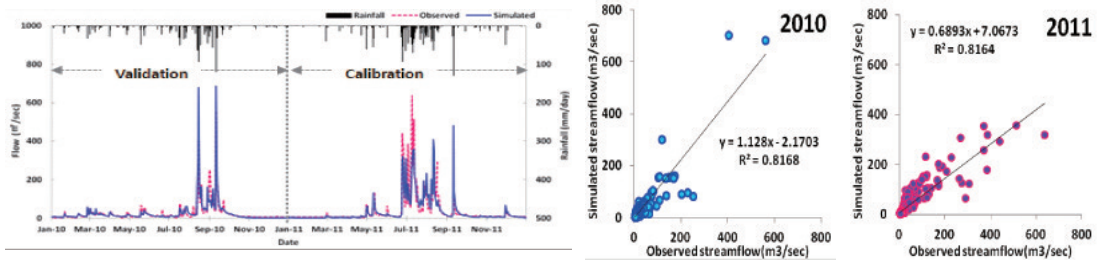 Rainfall Observed Simulated
1000
800
600
400
200
0
Flow (㎥/sec)
Validation
Calibration
0
100
200
300
400
500
Rainfall (mm/day)
Jan-10 Mar-10 May-10 Jul-10 Sep-10 Nov-10 Jan-11 Mar-11 May-11 Jul-11 Sep-11 Nov-11
Date
2010
800
600
400
200
0
Simulated streamflow(m3/sec)
y = 1.128x - 2.1703
R² = 0.8168
0 200 400 600 800
Observed streamflow(m3/sec)
2011
800
600
400
200
0
Simulated streamflow(m3/sec)
y = 0.6893x + 7.0673
R² = 0.8164
0 200 400 600 800
Observed streamflow(m3/sec)